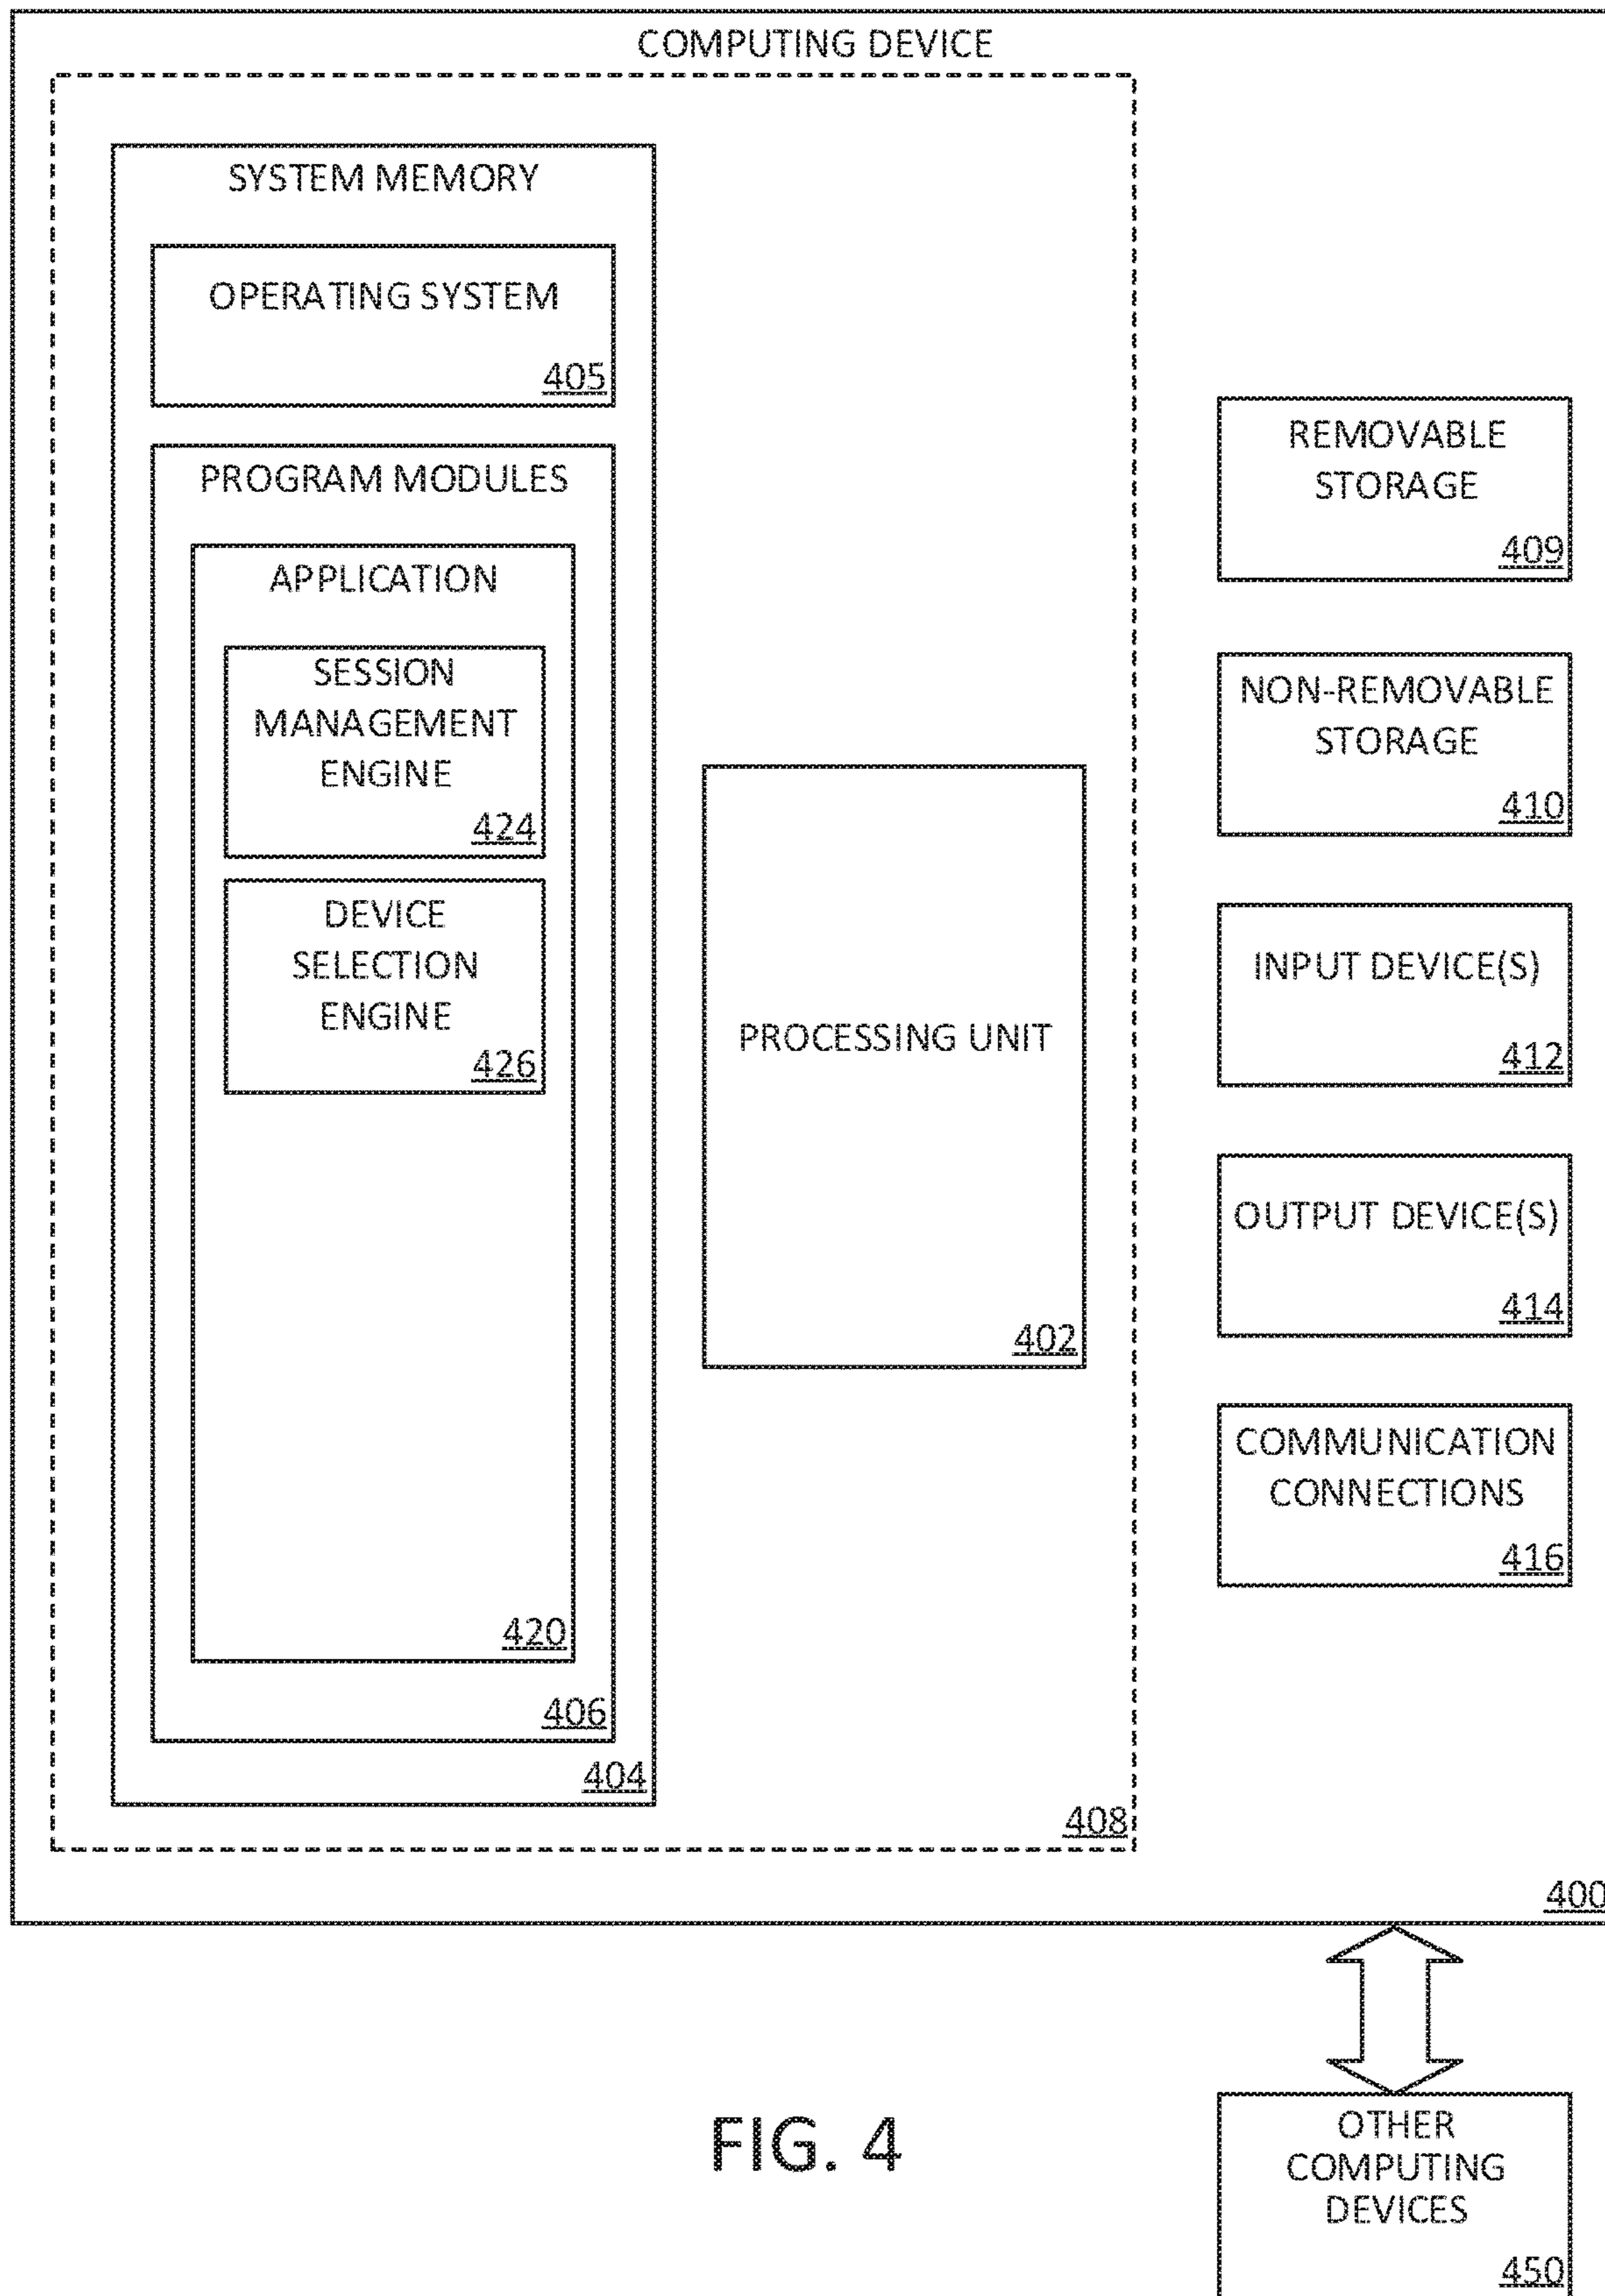 COMPUTING DEVICE
SYSTEM MEMORY
OPERATING SYSTEM
405
PROGRAM MODULES
APPLICATION
SESSION
MANAGEMENT
ENGINE
424
DEVICE
SELECTION
ENGINE
426
420
406
404
PROCESSING UNIT
402
408
REMOVABLE
STORAGE
409
NON-REMOVABLE
STORAGE
410
INPUT DEVICE(S)
412
OUTPUT DEVICE(S)
414
COMMUNICATION
CONNECTIONS
416
400
OTHER
COMPUTING
DEVICES
450
FIG. 4